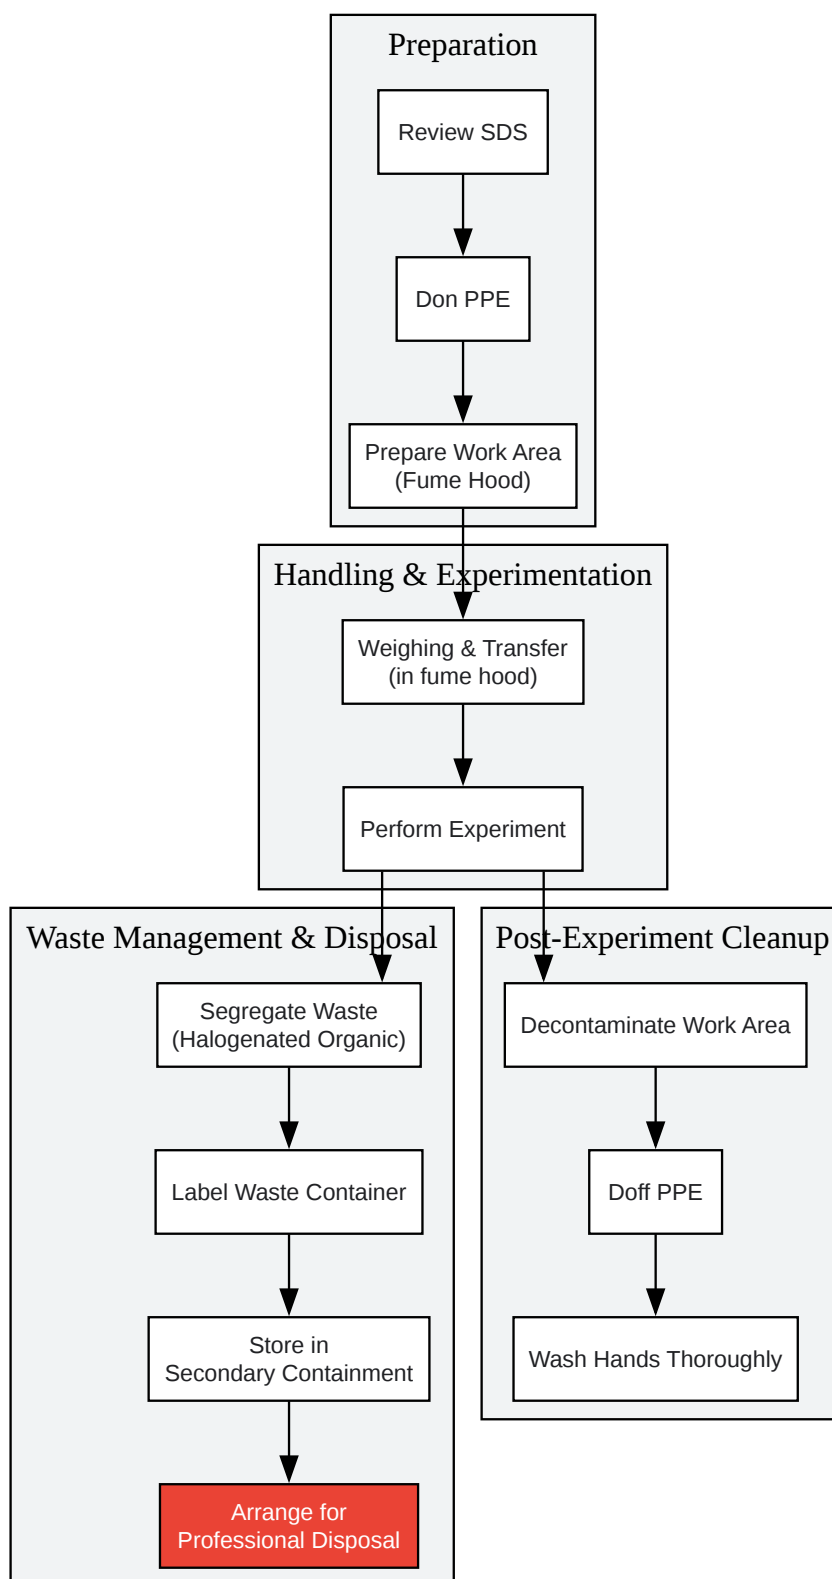 Preparation
Review SDS
Don PPE
Prepare Work Area
(Fume Hood)
Handling & Experimentation
Weighing & Transfer
(in fume hood)
Perform Experiment
Waste Management & Disposal
Segregate Waste
(Halogenated Organic)
Label Waste Container
Store in
Secondary Containment
Arrange for
Professional Disposal
Post-Experiment Cleanup
Decontaminate Work Area
Doff PPE
Wash Hands Thoroughly